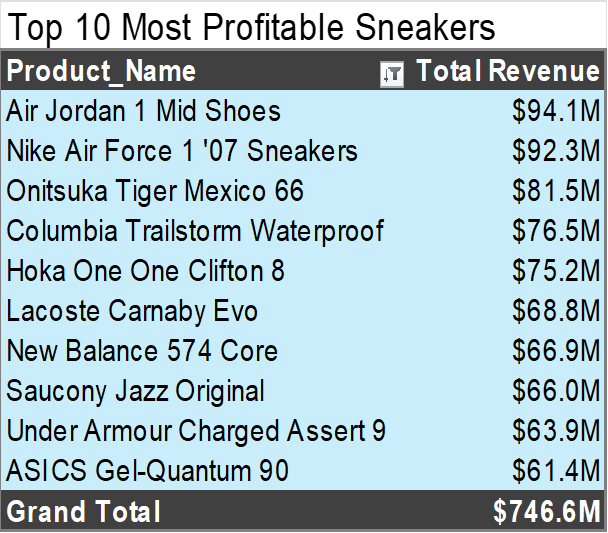 Top 10 Most Profitable Sneakers
Product_Name Total Revenue
Air Jordan 1 Mid Shoes $94.1M
Nike Air Force 1 '07 Sneakers $92.3M
Onitsuka Tiger Mexico 66 $81.5M
Columbia Trailstorm Waterproof $76.5M
Hoka One One Clifton 8 $75.2M
Lacoste Carnaby Evo $68.8M
New Balance 574 Core $66.9M
Saucony Jazz Original $66.0M
Under Armour Charged Assert 9 $63.9M
ASICS Gel-Quantum 90 $61.4M
Grand Total $746.6M